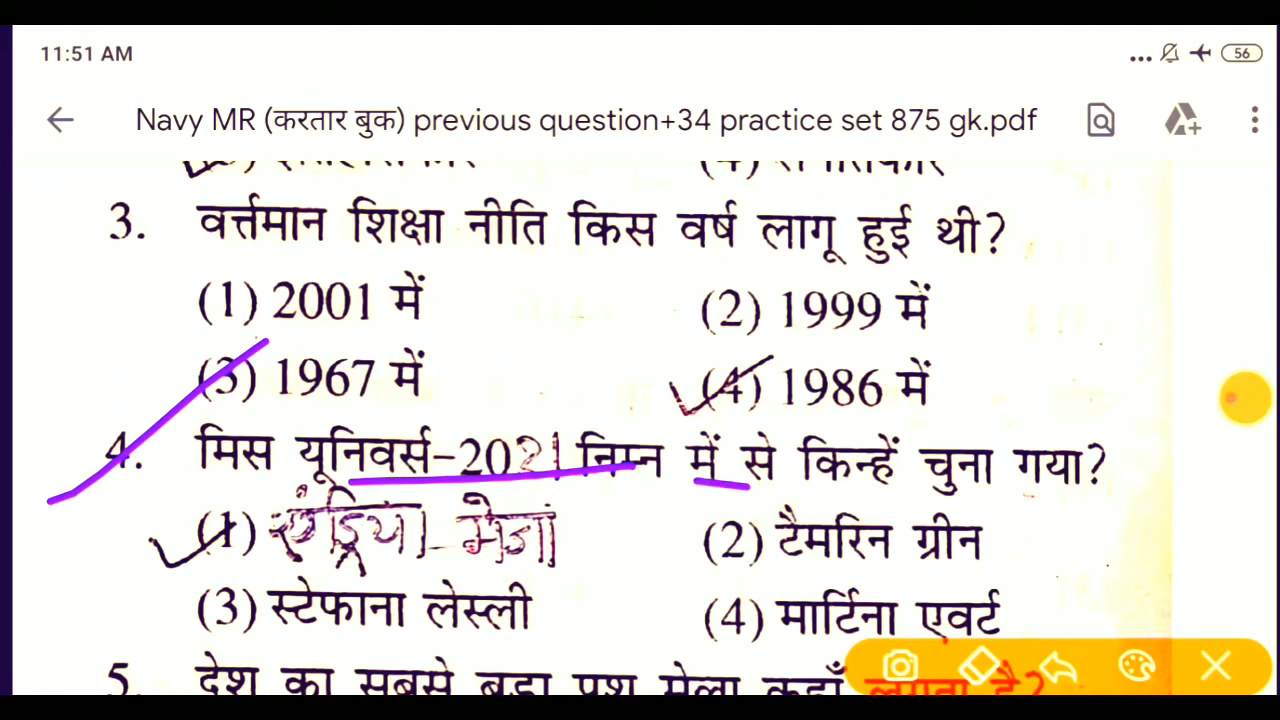 11:51 AM
56
Navy MR (करतार बुक) previous question+34 practice set 875 gk.pdf
3. वर्त्तमान शिक्षा नीति किस वर्ष लागू हुई थी?
(1) 2001 में (2) 1999 में
(3) 1967 में (4) 1986 में
4. मिस यूनिवर्स-2021 निम्न में से किन्हें चुना गया?
(1) एंड्रिया मेजा (2) टैमरिन ग्रीन
(3) स्टेफाना लेस्ली (4) मार्टिना एवर्ट
5. देश का सबसे बड़ा पशु मेला कहाँ लगता है?